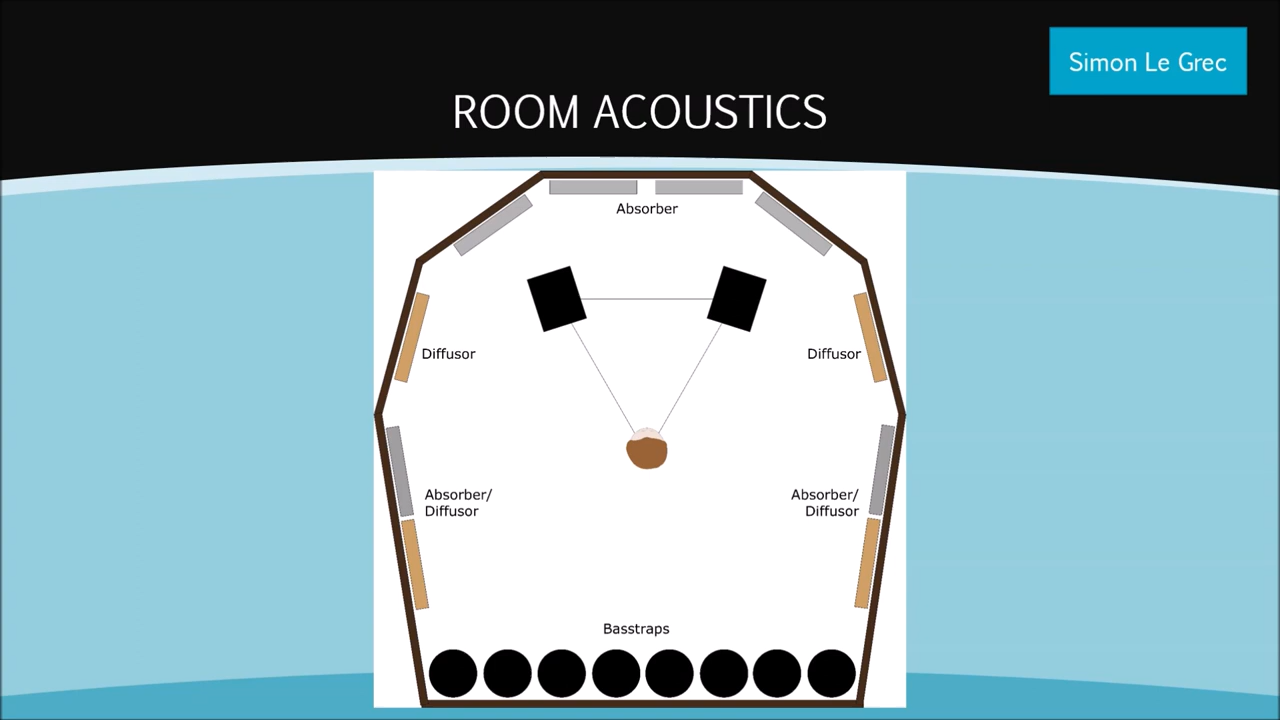 Simon Le Grec
ROOM ACOUSTICS
Absorber
Diffusor
Diffusor
Absorber/
Diffusor
Absorber/
Diffusor
Basstraps